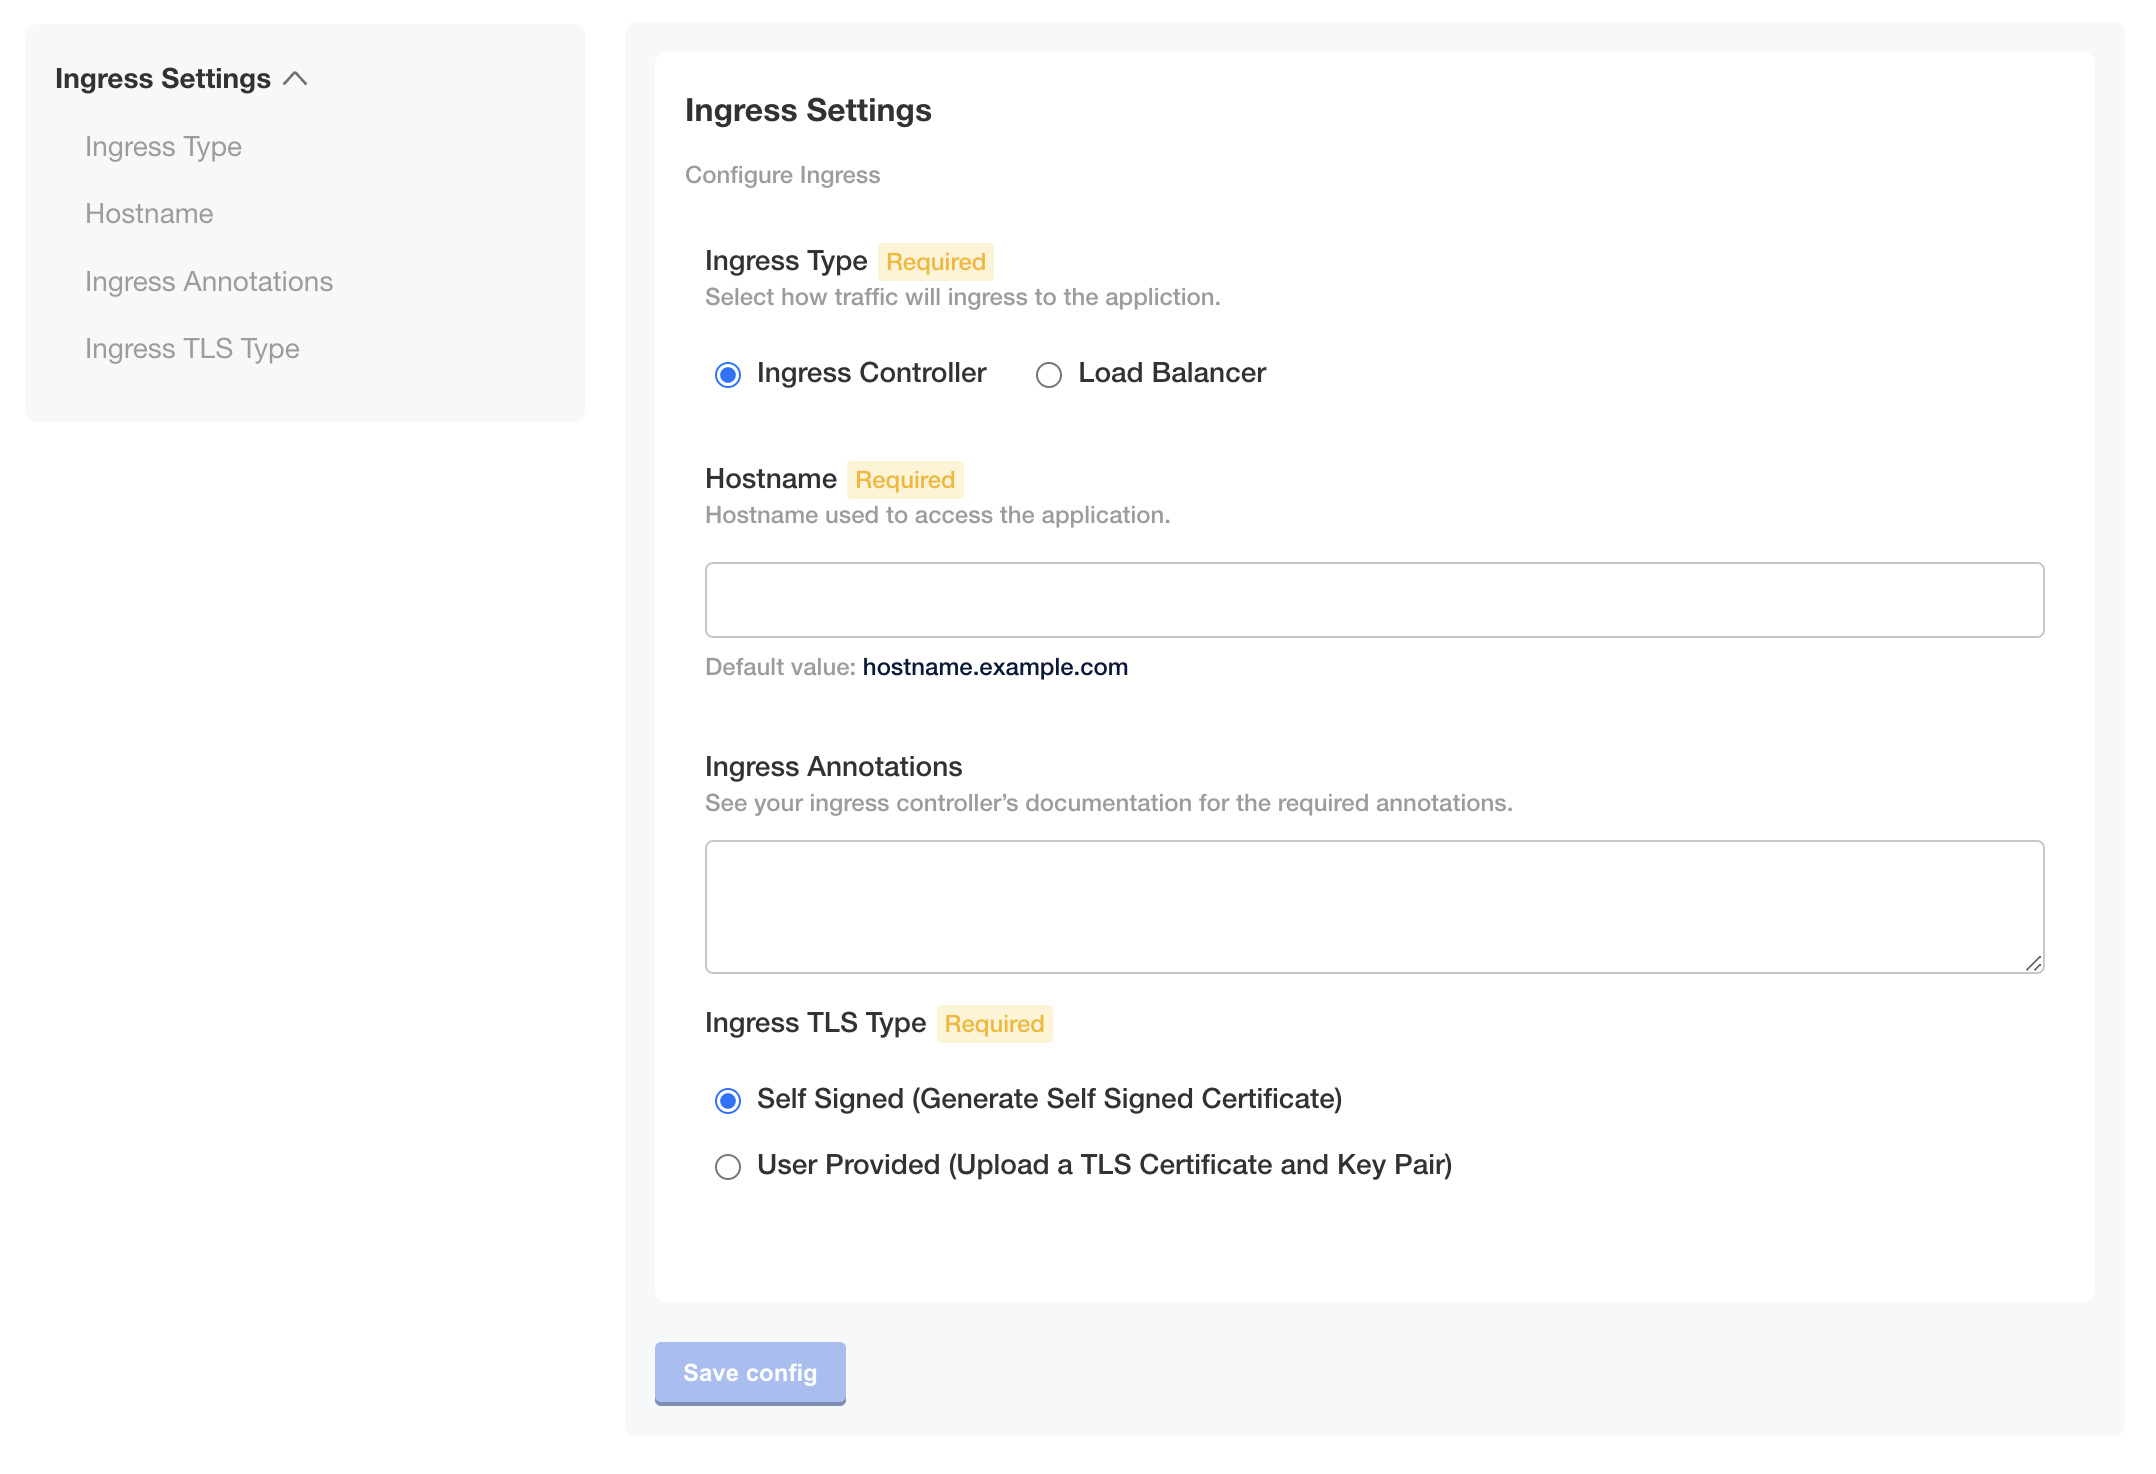 Ingress Settings
Ingress Type
Hostname
Ingress Annotations
Ingress TLS Type
Ingress Settings
Configure Ingress
Ingress Type Required
Select how traffic will ingress to the appliction.
Ingress Controller Load Balancer
Hostname Required
Hostname used to access the application.
Default value: hostname.example.com
Ingress Annotations
See your ingress controller’s documentation for the required annotations.
Ingress TLS Type Required
Self Signed (Generate Self Signed Certificate)
User Provided (Upload a TLS Certificate and Key Pair)
Save config